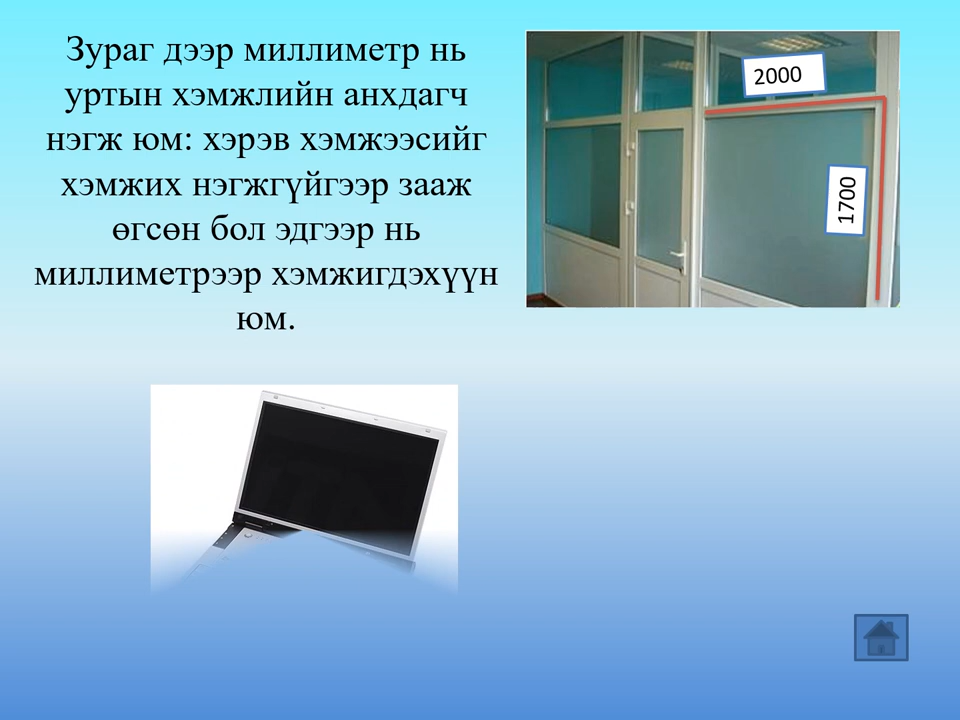 Зураг дээр миллиметр нь
уртын хэмжлийн анхдагч
нэгж юм: хэрэв хэмжээсийг
хэмжих нэгжгүйгээр зааж
өгсөн бол эдгээр нь
миллиметрээр хэмжигдэхүүн
юм.
2000
1700